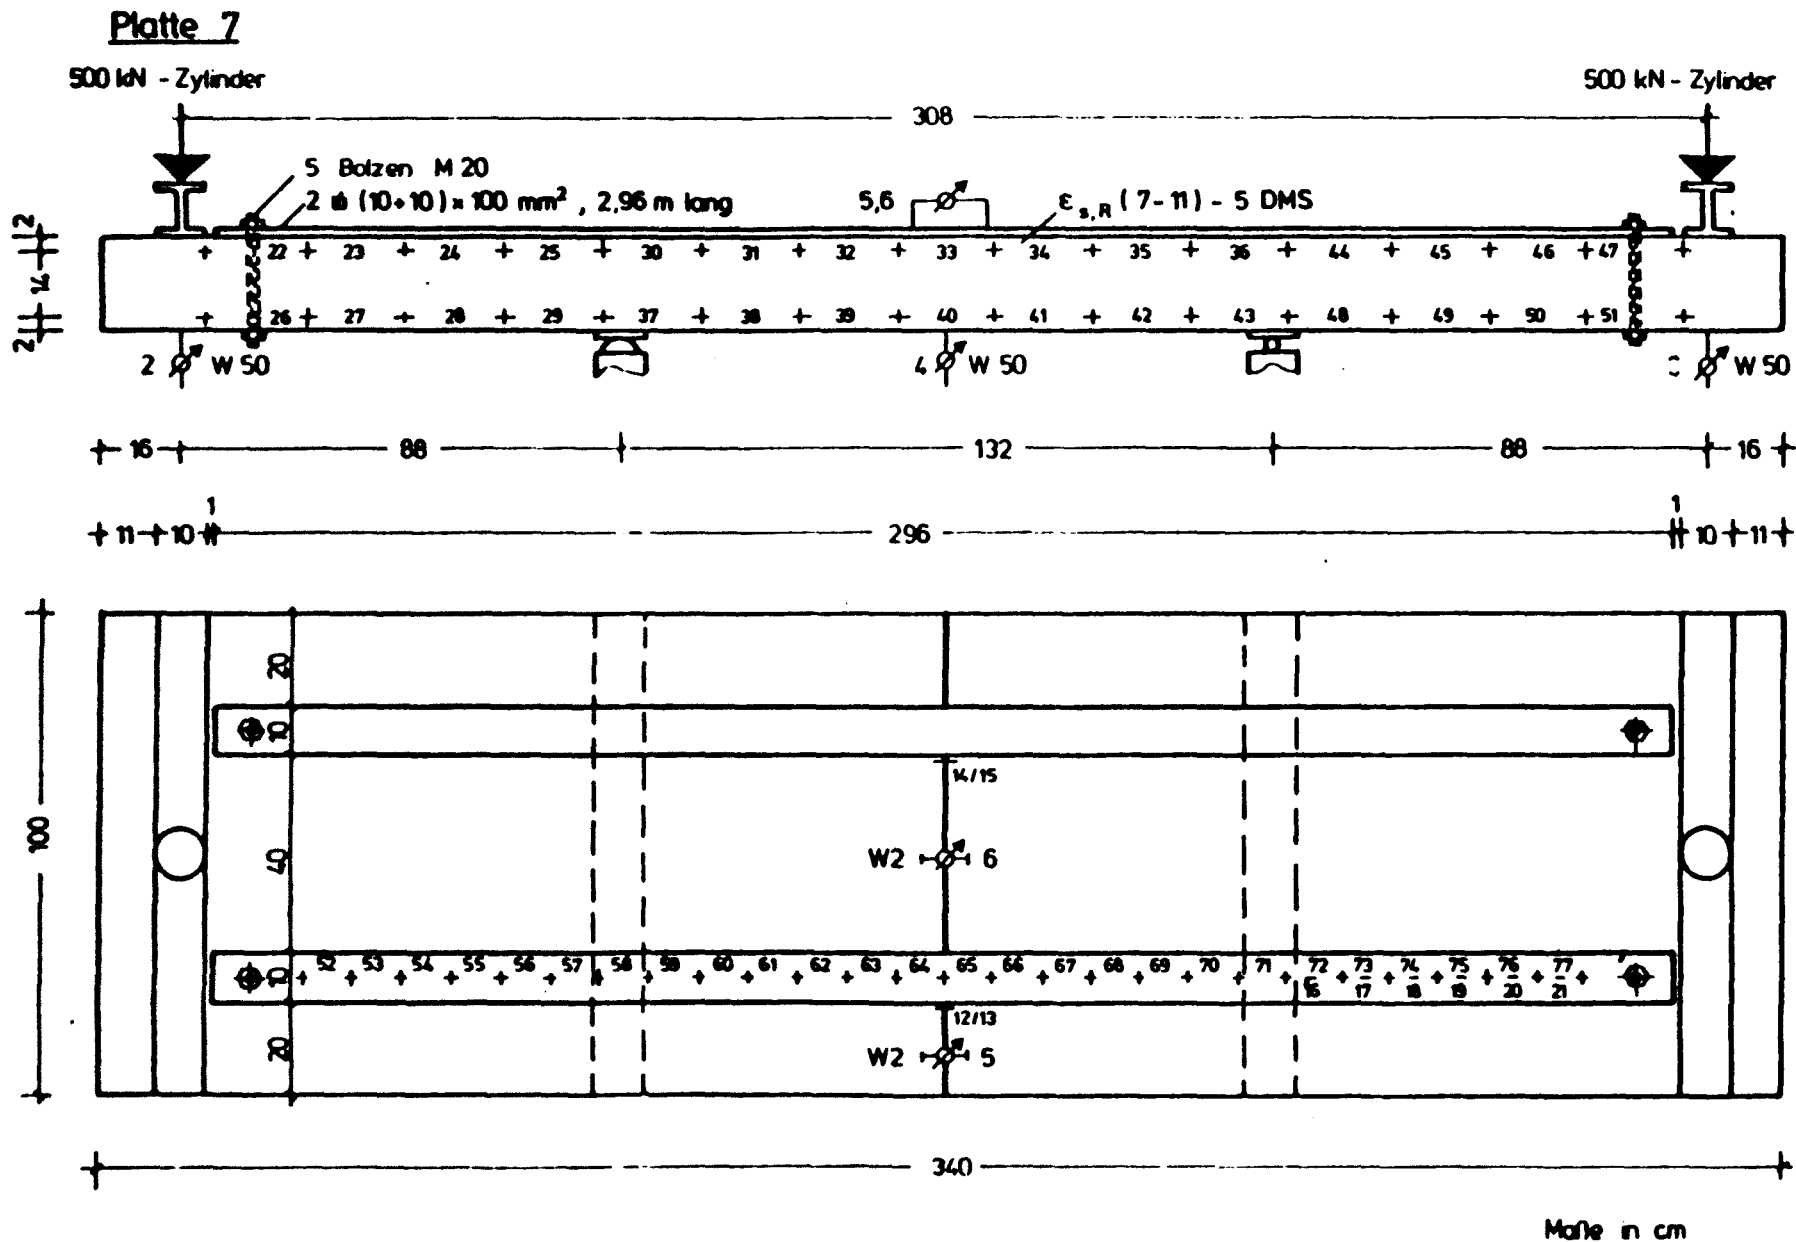 Platte 7
500 kN - Zylinder
500 kN - Zylinder
308
5 Bolzen M 20
(10+10) x 100 mm², 2,96 m lang
5,6
ε s,R (7-11) - 5 DMS
2
14
2
22 23 24 25 30 31 32 33 34 35 36 44 45 46 47
26 27 28 29 37 38 39 40 41 42 43 48 49 50 51
2 W 50
4 W 50
W 50
16 88 132 88 16
1 1
11 10 296 10 11
100
20
10
40
10
20
14/15
W2 6
52 53 54 55 56 57 58 59 60 61 62 63 64 65 66 67 68 69 70 71 72 73 74 75 76 77
16 17 18 19 20 21
12/13
W2 5
340
Maße in cm